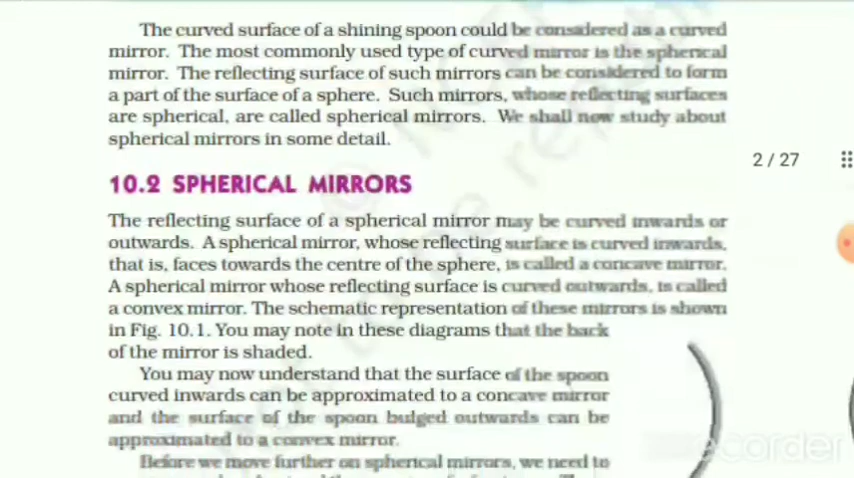 The curved surface of a shining spoon could be considered as a curved
mirror. The most commonly used type of curved mirror is the spherical
mirror. The reflecting surface of such mirrors can be considered to form
a part of the surface of a sphere. Such mirrors, whose reflecting surfaces
are spherical, are called spherical mirrors. We shall now study about
spherical mirrors in some detail.
2 / 27
10.2 SPHERICAL MIRRORS
The reflecting surface of a spherical mirror may be curved inwards or
outwards. A spherical mirror, whose reflecting surface is curved inwards,
that is, faces towards the centre of the sphere, is called a concave mirror.
A spherical mirror whose reflecting surface is curved outwards, is called
a convex mirror. The schematic representation of these mirrors is shown
in Fig. 10.1. You may note in these diagrams that the back
of the mirror is shaded.
You may now understand that the surface of the spoon
curved inwards can be approximated to a concave mirror
and the surface of the spoon bulged outwards can be
approximated to a convex mirror.
Before we move further on spherical mirrors, we need to